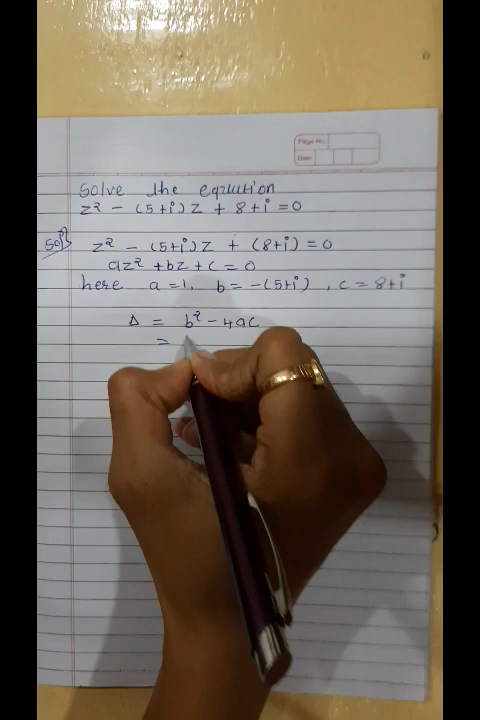 Page No.
Date
Solve the equation
z² - (5+i)z + 8+i = 0
Solⁿ z² - (5+i)z + (8+i) = 0
az² + bz + c = 0
here a = 1, b = -(5+i), c = 8+i
Δ = b² - 4ac
=